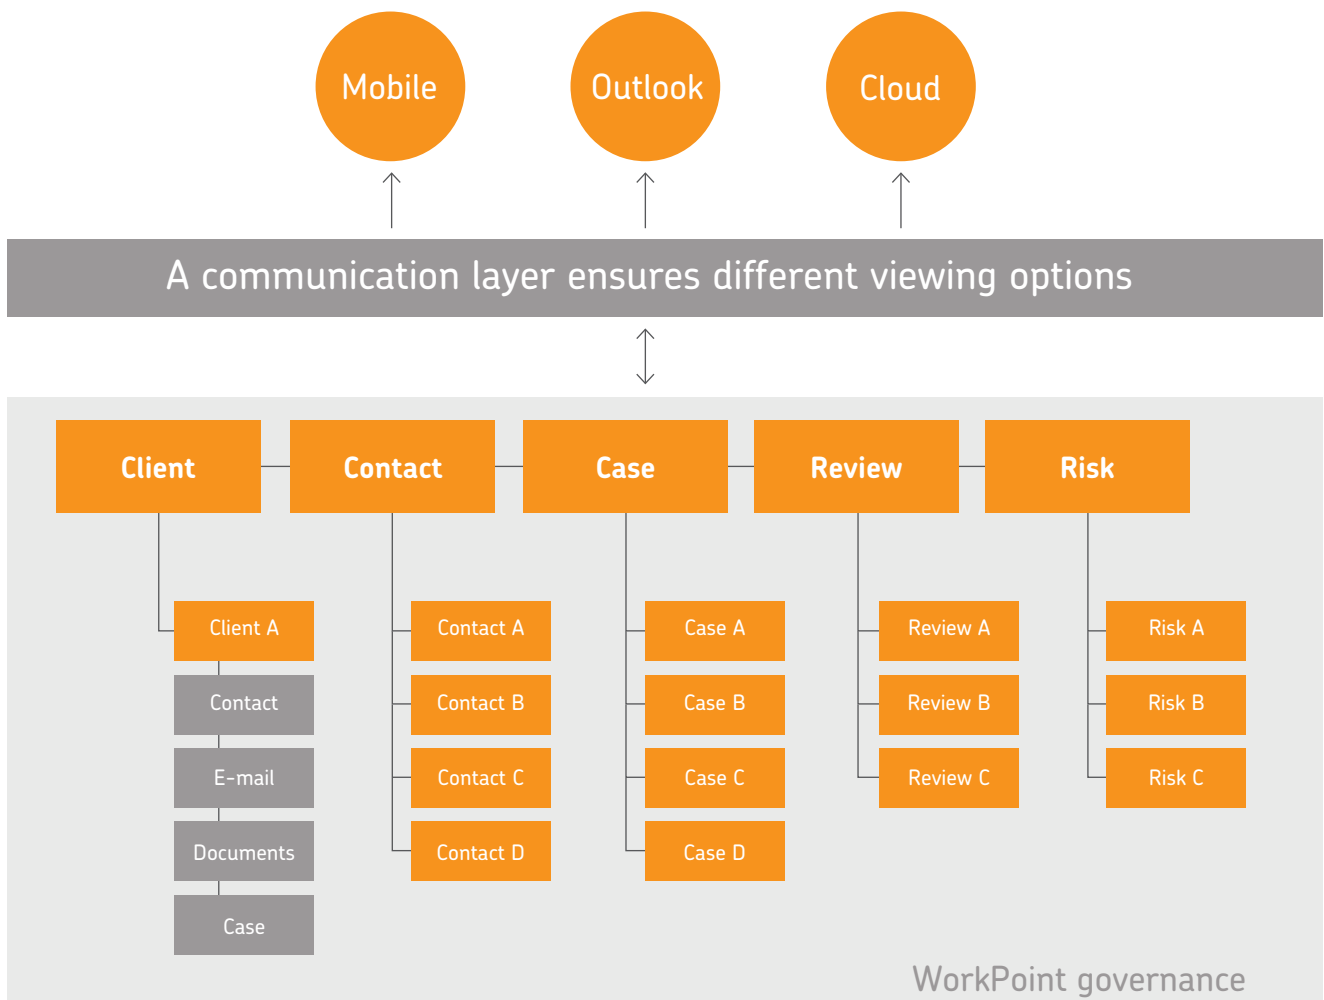 Mobile
Outlook
Cloud
A communication layer ensures different viewing options
Client
Contact
Case
Review
Risk
Client A
Contact
E-mail
Documents
Case
Contact A
Contact B
Contact C
Contact D
Case A
Case B
Case C
Case D
Review A
Review B
Review C
Risk A
Risk B
Risk C
WorkPoint governance